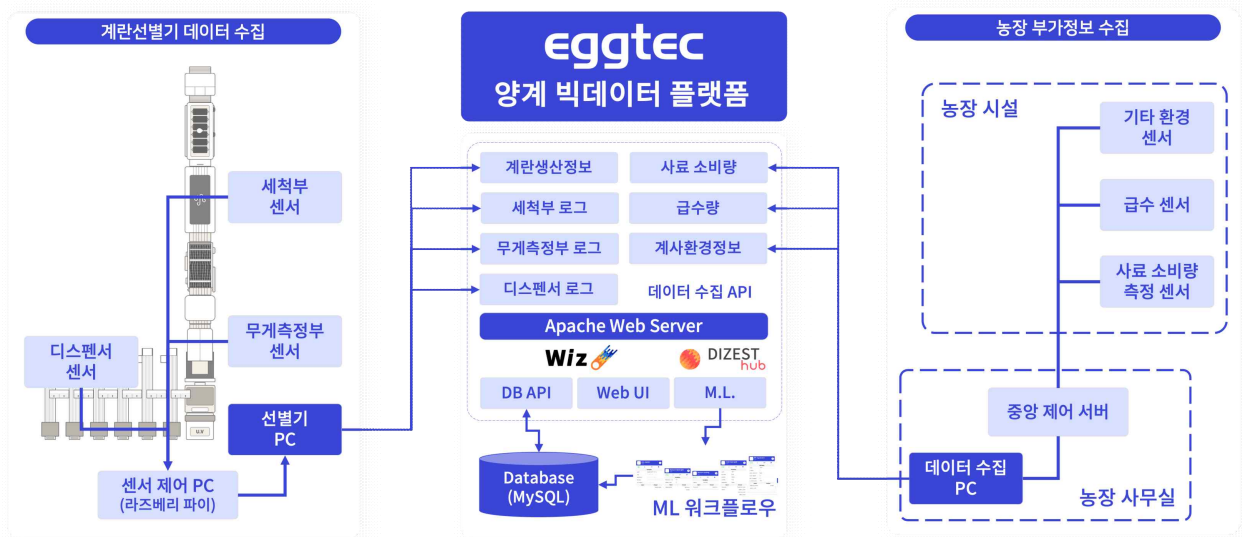 계란선별기 데이터 수집
세척부
센서
무게측정부
센서
디스펜서
센서
선별기
PC
센서 제어 PC
(라즈베리 파이)
eggtec
양계 빅데이터 플랫폼
계란생산정보
사료 소비량
세척부 로그
급수량
무게측정부 로그
계사환경정보
디스펜서 로그
데이터 수집 API
Apache Web Server
Wiz
DIZEST
hub
DB API
Web UI
M.L.
Database
(MySQL)
ML 워크플로우
농장 부가정보 수집
농장 시설
기타 환경
센서
급수 센서
사료 소비량
측정 센서
중앙 제어 서버
데이터 수집
PC
농장 사무실